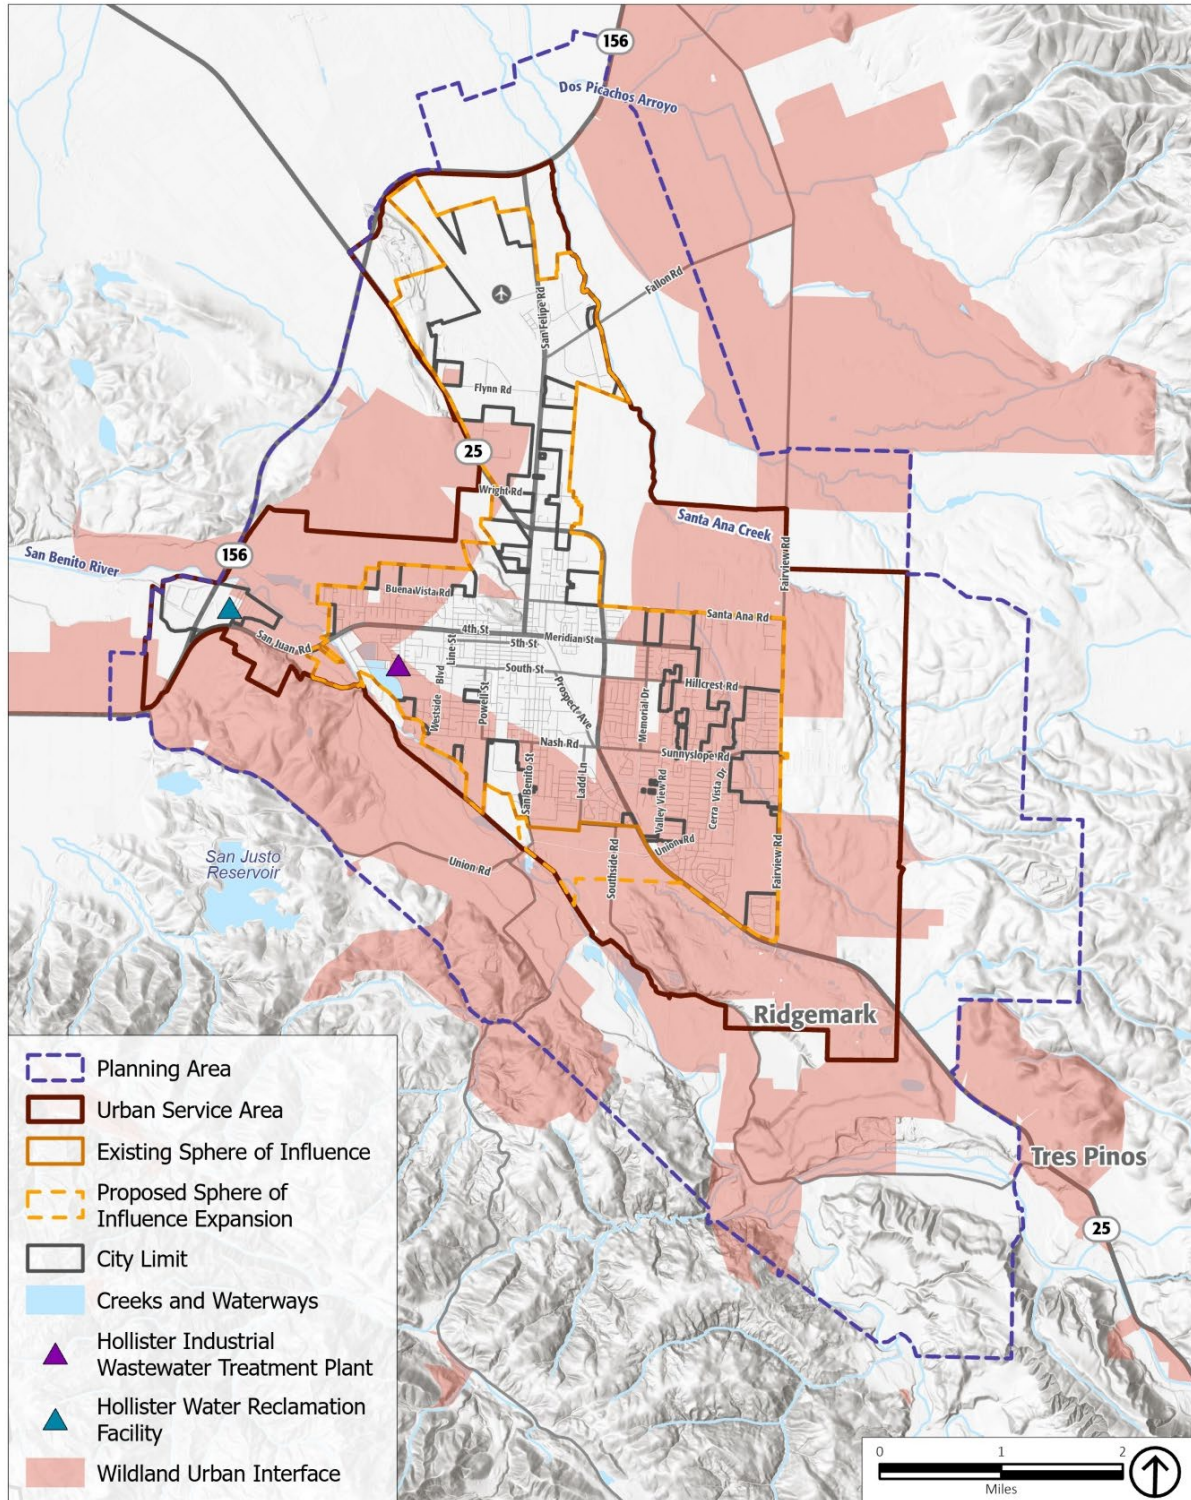 156
Dos Picachos Arroyo
Fallon Rd
San Felipe Rd
Flynn Rd
25
Wright Rd
Santa Ana Creek
Fairview Rd
156
San Benito River
Buena Vista Rd
Santa Ana Rd
4th St
Meridian St
5th St
San Juan Rd
Line St
South St
Hillcrest Rd
Westside Blvd
Powell St
Prospect Ave
Memorial Dr
Nash Rd
Sunnyslope Rd
San Benito St
Ladd Ln
Valley View Rd
Cerra Vista Dr
Union Rd
Fairview Rd
San Justo
Reservoir
Union Rd
Southside Rd
Ridgemark
Tres Pinos
25
Planning Area
Urban Service Area
Existing Sphere of Influence
Proposed Sphere of
Influence Expansion
City Limit
Creeks and Waterways
Hollister Industrial
Wastewater Treatment Plant
Hollister Water Reclamation
Facility
Wildland Urban Interface
0 1 2
Miles